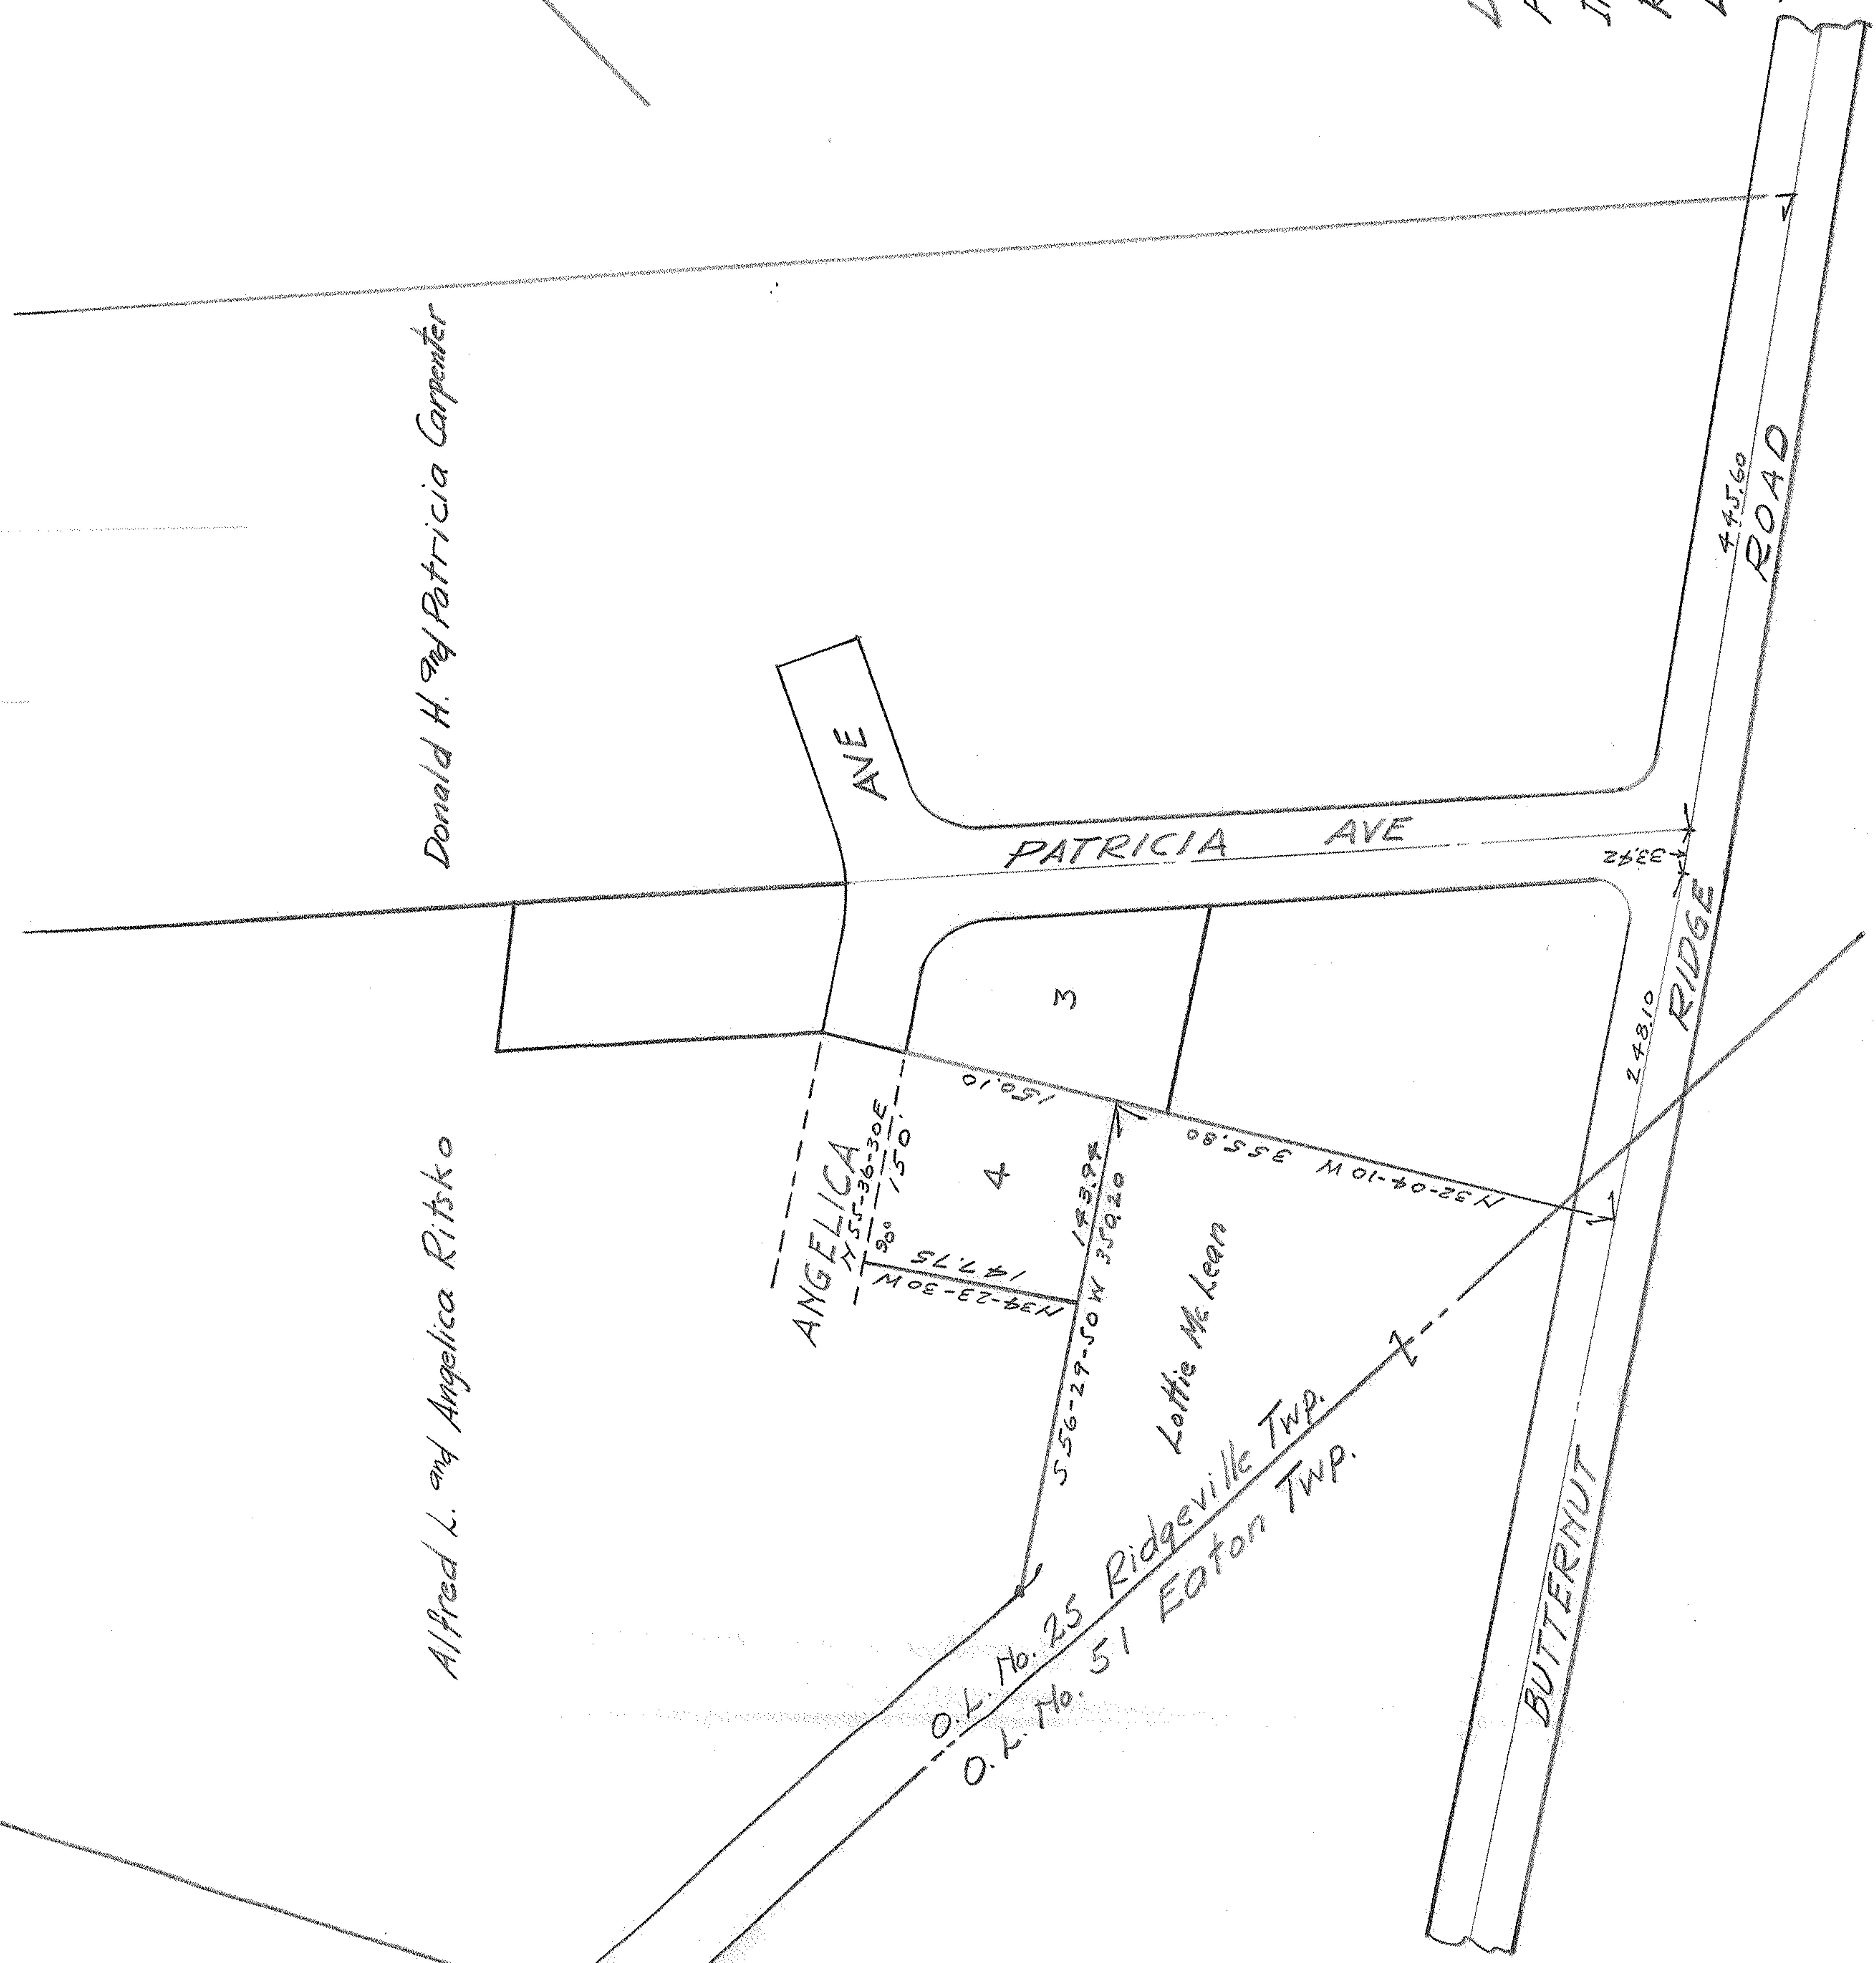 Donald H. and Patricia Carpenter
Alfred L. and Angelica Ritsko
AVE
PATRICIA AVE
ANGELICA
N55-36-30E
150.
90°
3
4
150.10
147.75
N34-23-30W
143.94
S56-29-50W 350.20
N32-04-10W 355.80
Lottie McLean
O.L. No. 25 Ridgeville Twp.
O.L. No. 51 Eaton Twp.
BUTTERNUT RIDGE ROAD
248.10
33.92
445.60